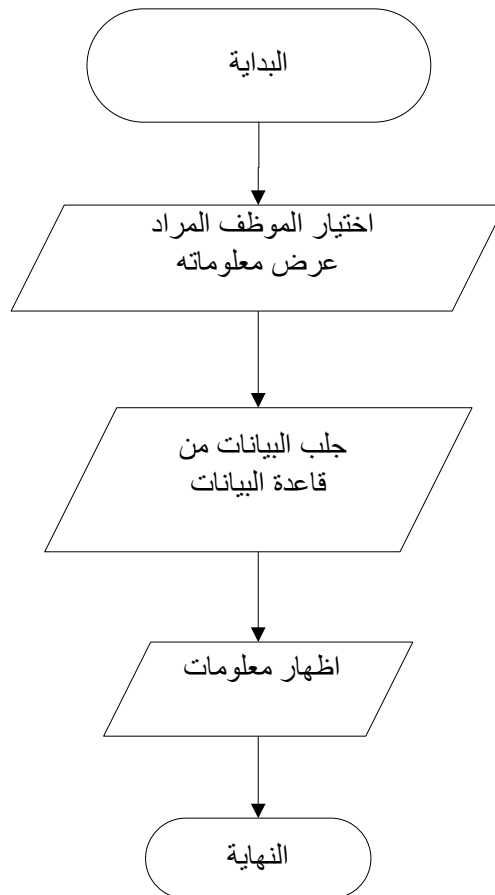 البداية
اختيار الموظف المراد
عرض معلوماته
جلب البيانات من
قاعدة البيانات
اظهار معلومات
النهاية